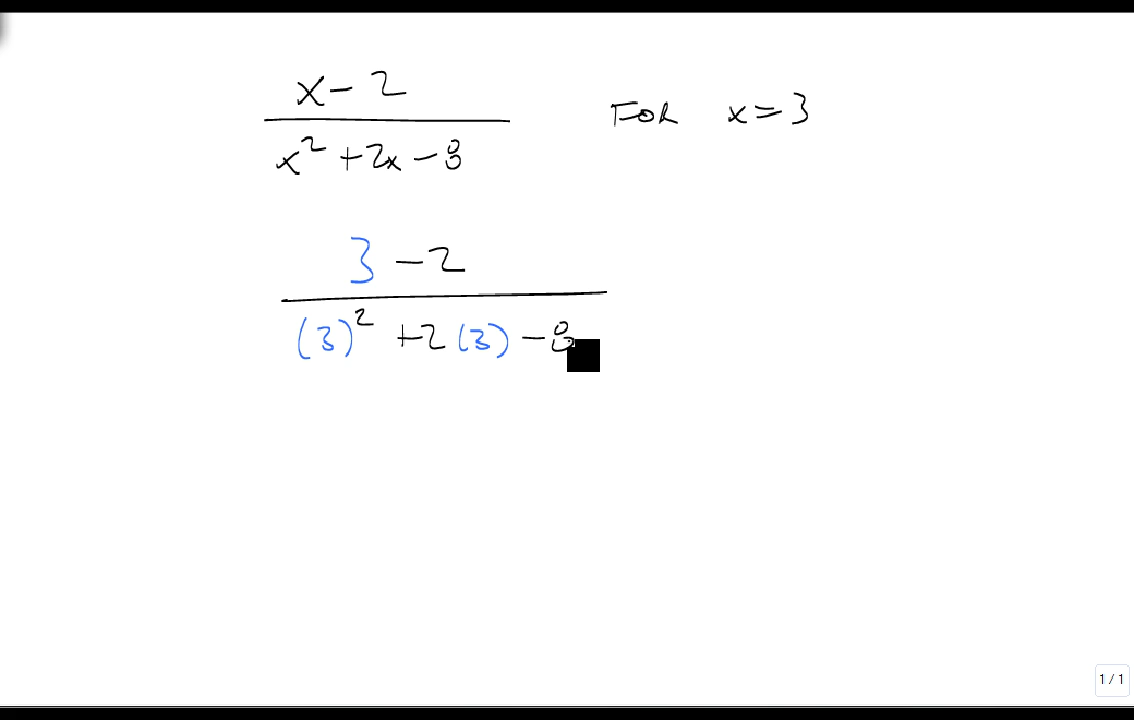 x - 2
x² + 2x - 8
FOR x = 3
3 - 2
(3)² + 2(3) - 8
1 / 1